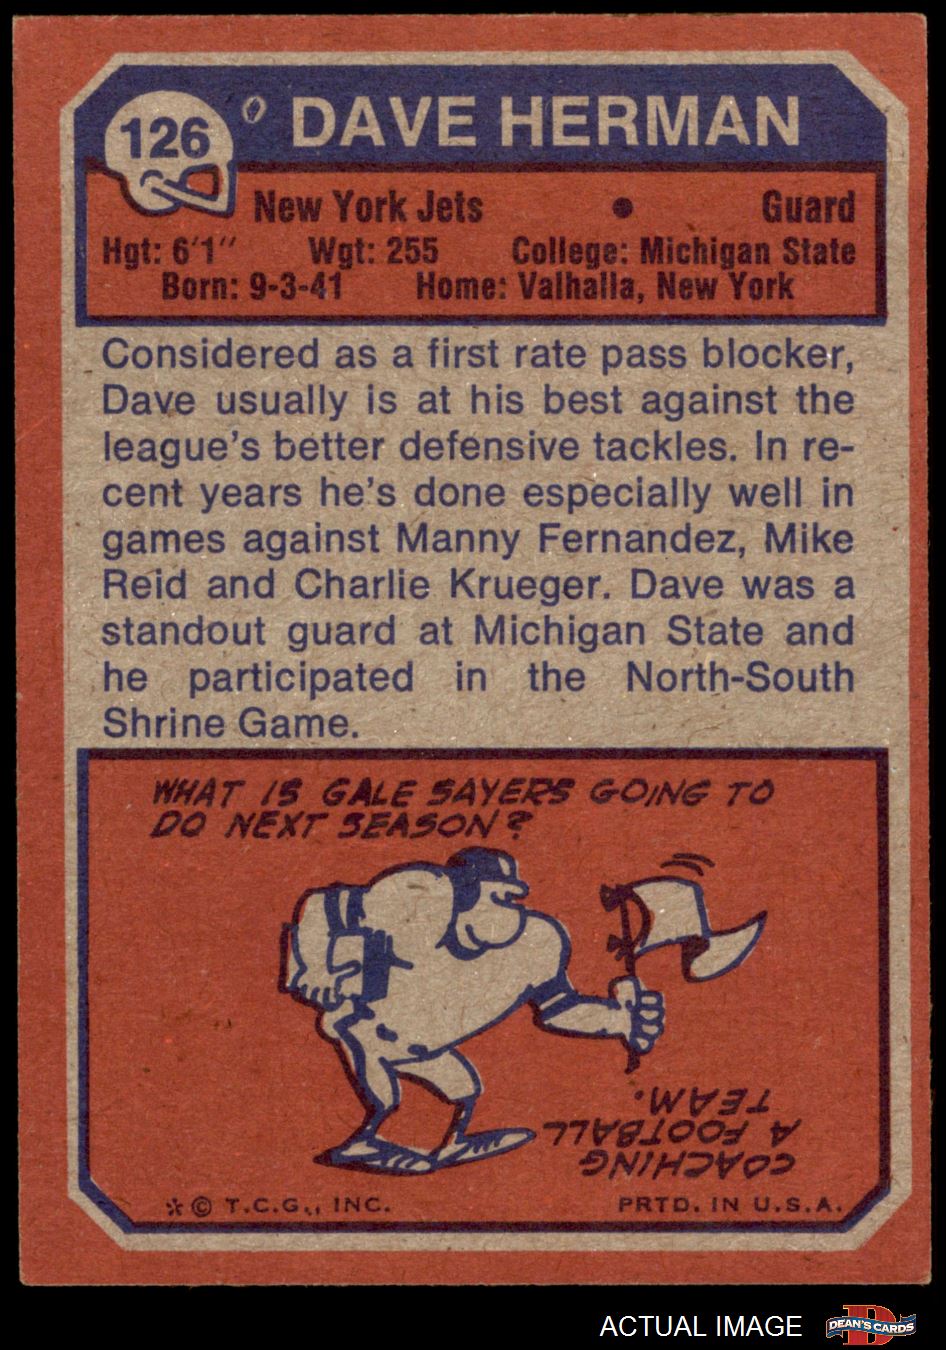 126
DAVE HERMAN
New York Jets • Guard
Hgt: 6'1" Wgt: 255 College: Michigan State
Born: 9-3-41 Home: Valhalla, New York
Considered as a first rate pass blocker,
Dave usually is at his best against the
league's better defensive tackles. In re-
cent years he's done especially well in
games against Manny Fernandez, Mike
Reid and Charlie Krueger. Dave was a
standout guard at Michigan State and
he participated in the North-South
Shrine Game.
WHAT IS GALE SAYERS GOING TO
DO NEXT SEASON?
COACHING
A FOOTBALL
TEAM.
*© T.C.G., INC. PRTD. IN U.S.A.
ACTUAL IMAGE
D
DEAN'S CARDS